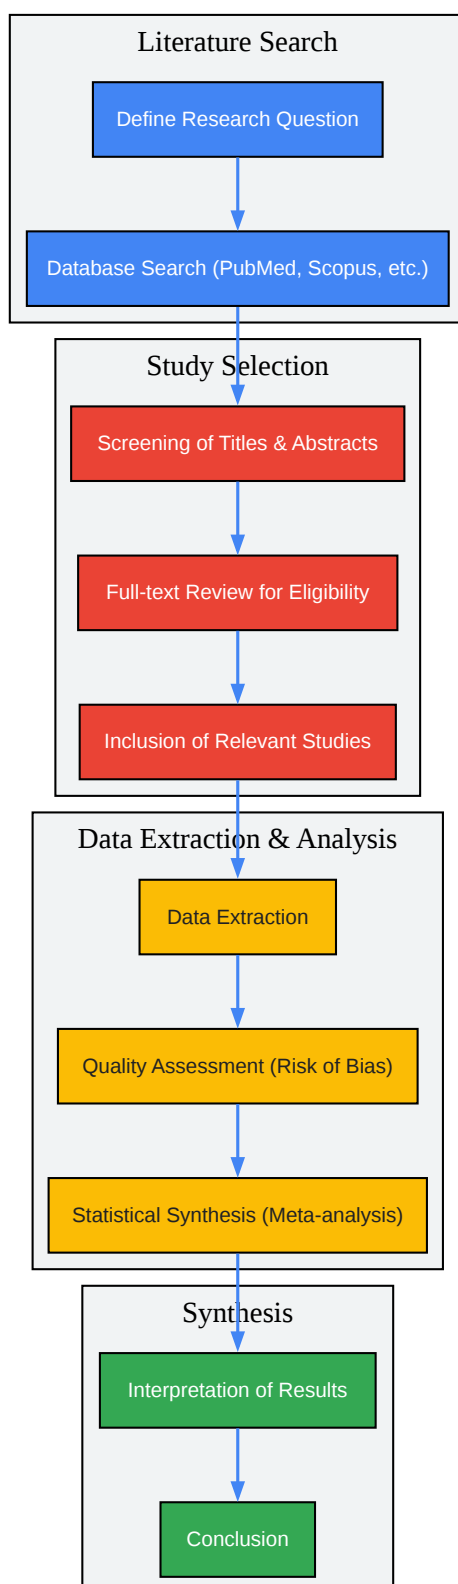 Literature Search
Define Research Question
Database Search (PubMed, Scopus, etc.)
Study Selection
Screening of Titles & Abstracts
Full-text Review for Eligibility
Inclusion of Relevant Studies
Data Extraction & Analysis
Data Extraction
Quality Assessment (Risk of Bias)
Statistical Synthesis (Meta-analysis)
Synthesis
Interpretation of Results
Conclusion